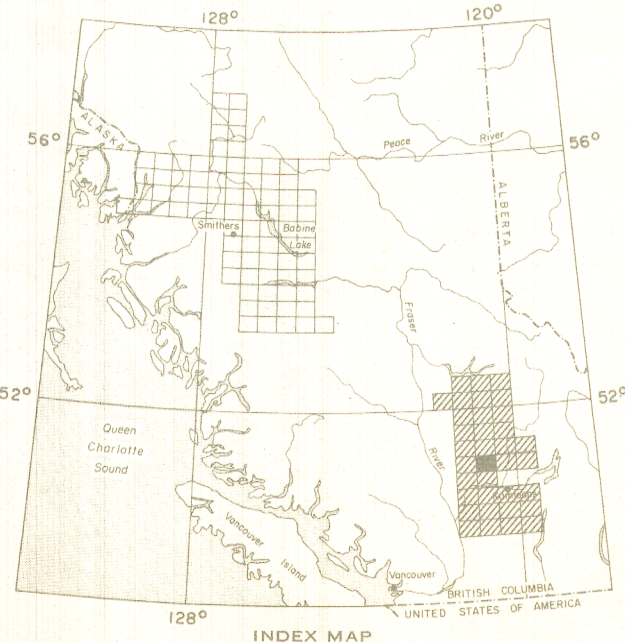 128°
120°
ALASKA
56°
Peace River
56°
ALBERTA
Smithers
Babine
Lake
Fraser
52°
52°
Queen
Charlotte
Sound
River
Kamloops
Vancouver
Island
Vancouver
BRITISH COLUMBIA
UNITED STATES OF AMERICA
128°
INDEX MAP